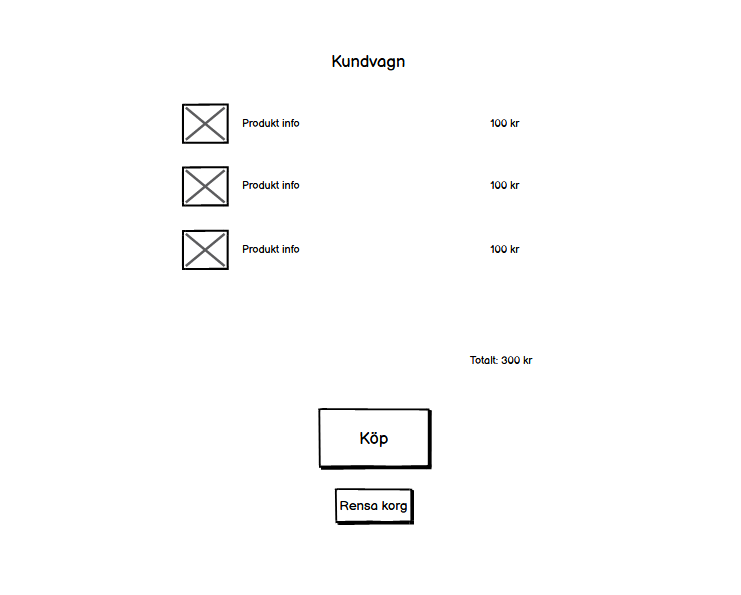 Kundvagn
Produkt info 100 kr
Produkt info 100 kr
Produkt info 100 kr
Totalt: 300 kr
Köp
Rensa korg